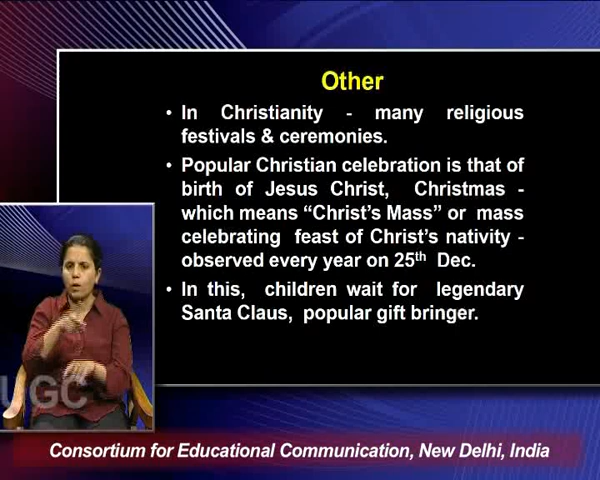 Other
• In Christianity - many religious
festivals & ceremonies.
• Popular Christian celebration is that of
birth of Jesus Christ, Christmas -
which means “Christ’s Mass” or mass
celebrating feast of Christ’s nativity -
observed every year on 25th Dec.
• In this, children wait for legendary
Santa Claus, popular gift bringer.
UGC
Consortium for Educational Communication, New Delhi, India